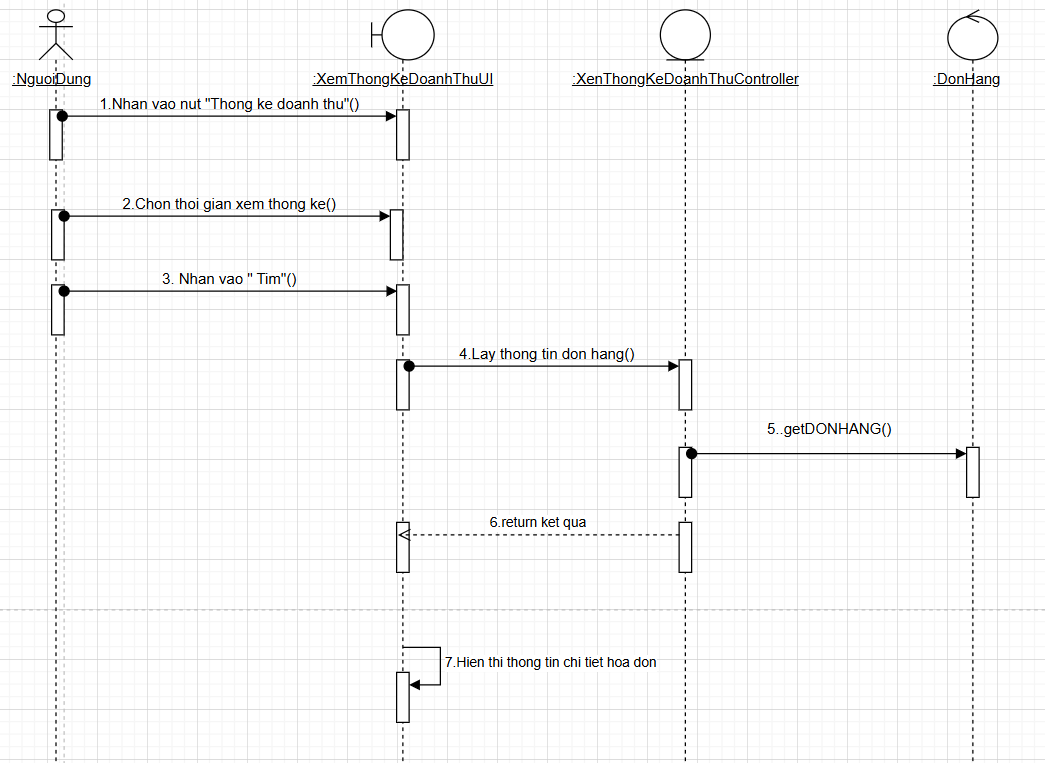 :NguoiDung
:XemThongKeDoanhThuUI
:XenThongKeDoanhThuController
:DonHang
1.Nhan vao nut "Thong ke doanh thu"()
2.Chon thoi gian xem thong ke()
3. Nhan vao " Tim"()
4.Lay thong tin don hang()
5..getDONHANG()
6.return ket qua
7.Hien thi thong tin chi tiet hoa don